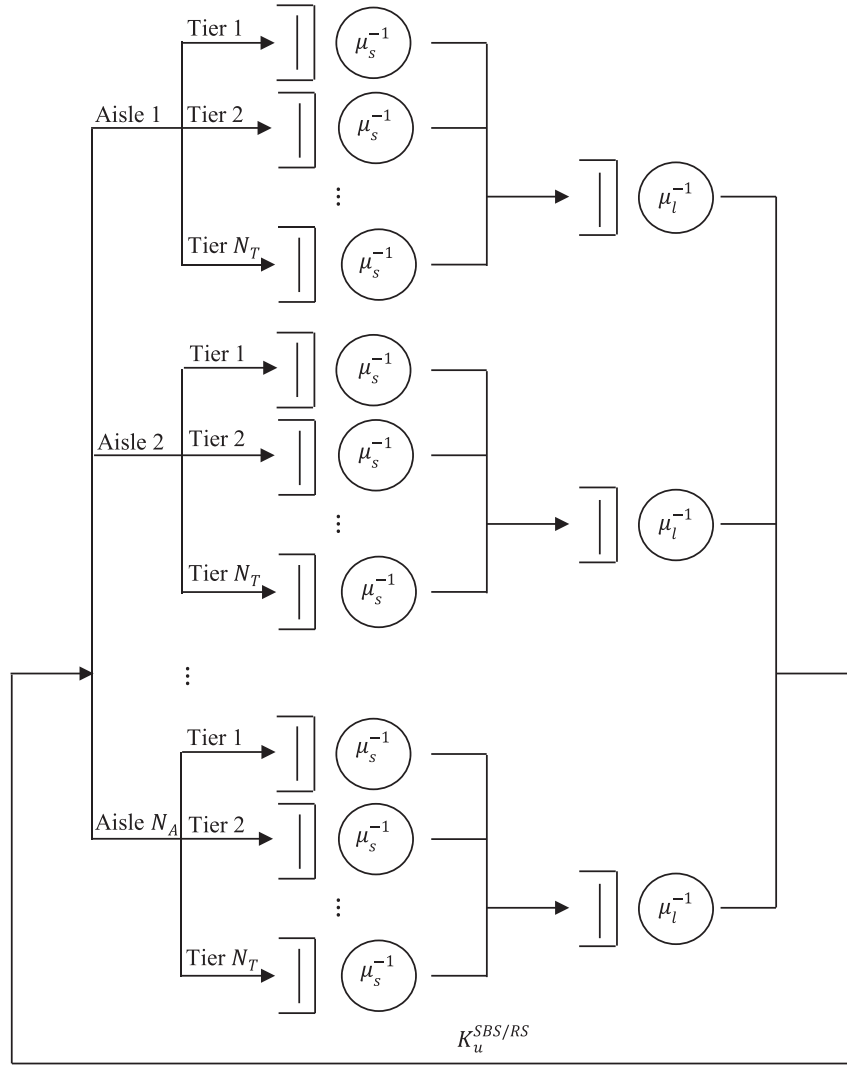 Tier 1
μ_s^{-1}
Aisle 1
Tier 2
μ_s^{-1}
⋮
μ_l^{-1}
Tier N_T
μ_s^{-1}
Tier 1
μ_s^{-1}
Aisle 2
Tier 2
μ_s^{-1}
⋮
μ_l^{-1}
Tier N_T
μ_s^{-1}
⋮
Tier 1
μ_s^{-1}
Aisle N_A
Tier 2
μ_s^{-1}
⋮
μ_l^{-1}
Tier N_T
μ_s^{-1}
K_u^{SBS/RS}